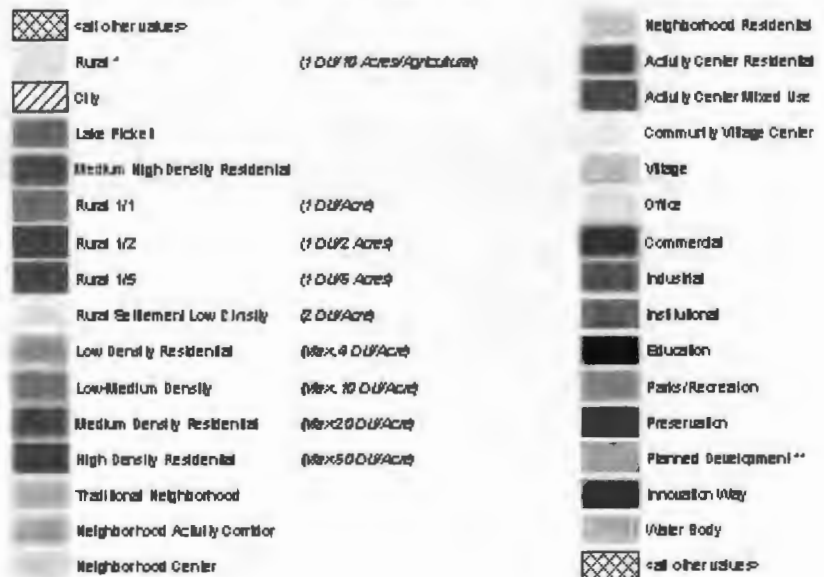 <all other values>
Rural * (1 DU/10 Acres/Agricultural)
City
Lake Pickett
Medium High Density Residential
Rural 1/1 (1 DU/Acre)
Rural 1/2 (1 DU/2 Acres)
Rural 1/5 (1 DU/5 Acres)
Rural Settlement Low Density (2 DU/Acre)
Low Density Residential (Max. 4 DU/Acre)
Low-Medium Density (Max. 10 DU/Acre)
Medium Density Residential (Max 20 DU/Acre)
High Density Residential (Max 50 DU/Acre)
Traditional Neighborhood
Neighborhood Activity Corridor
Neighborhood Center
Neighborhood Residential
Activity Center Residential
Activity Center Mixed Use
Community Village Center
Village
Office
Commercial
Industrial
Institutional
Education
Parks/Recreation
Preservation
Planned Development **
Innovation Way
Water Body
<all other values>